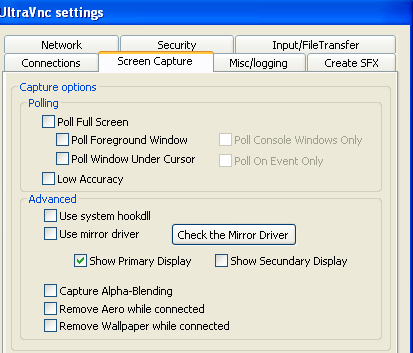 UltraVnc settings
Network Security Input/FileTransfer
Connections Screen Capture Misc/logging Create SFX
Capture options
Polling
Poll Full Screen
Poll Foreground Window Poll Console Windows Only
Poll Window Under Cursor Poll On Event Only
Low Accuracy
Advanced
Use system hookdll
Use mirror driver Check the Mirror Driver
Show Primary Display Show Secundary Display
Capture Alpha-Blending
Remove Aero while connected
Remove Wallpaper while connected